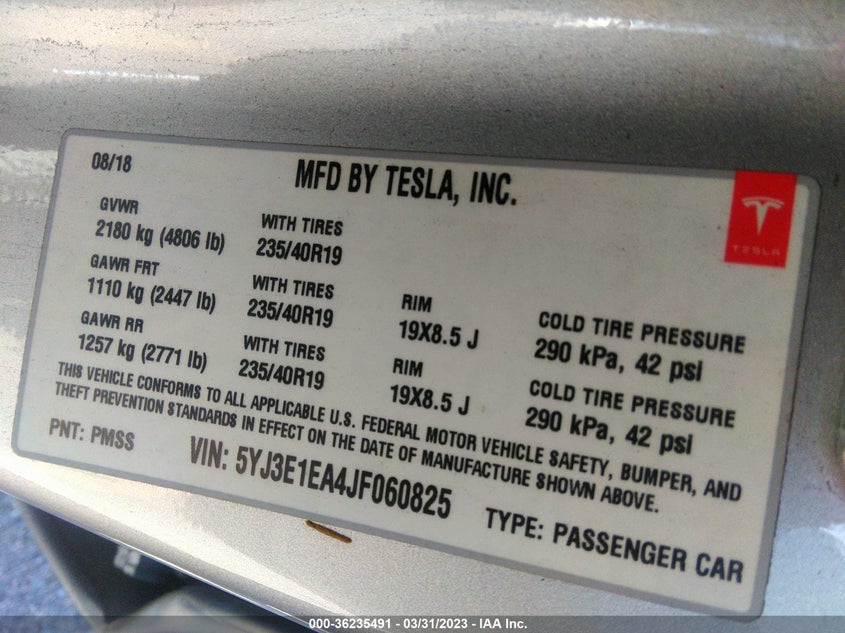 08/18
MFD BY TESLA, INC.
TESLA
GVWR
2180 kg (4806 lb)
WITH TIRES
235/40R19
GAWR FRT
1110 kg (2447 lb)
WITH TIRES
235/40R19
RIM
19X8.5 J
COLD TIRE PRESSURE
290 kPa, 42 psi
GAWR RR
1257 kg (2771 lb)
WITH TIRES
235/40R19
RIM
19X8.5 J
COLD TIRE PRESSURE
290 kPa, 42 psi
THIS VEHICLE CONFORMS TO ALL APPLICABLE U.S. FEDERAL MOTOR VEHICLE SAFETY, BUMPER, AND
THEFT PREVENTION STANDARDS IN EFFECT ON THE DATE OF MANUFACTURE SHOWN ABOVE.
PNT: PMSS
VIN: 5YJ3E1EA4JF060825
TYPE: PASSENGER CAR
000-36235491 - 03/31/2023 - IAA Inc.